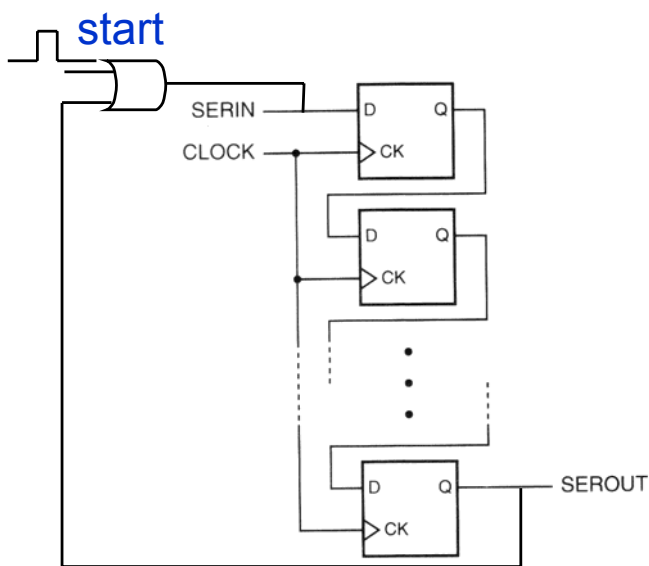 start
SERIN
D Q
CLOCK
CK
D Q
CK
D Q
SEROUT
CK